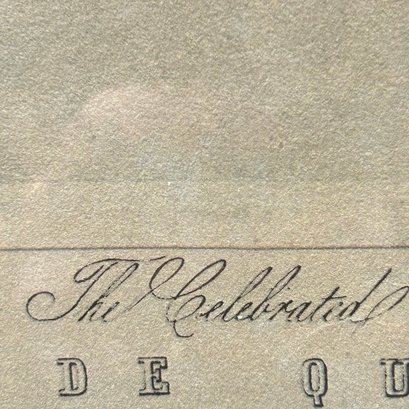 The Celebrated
DE QU